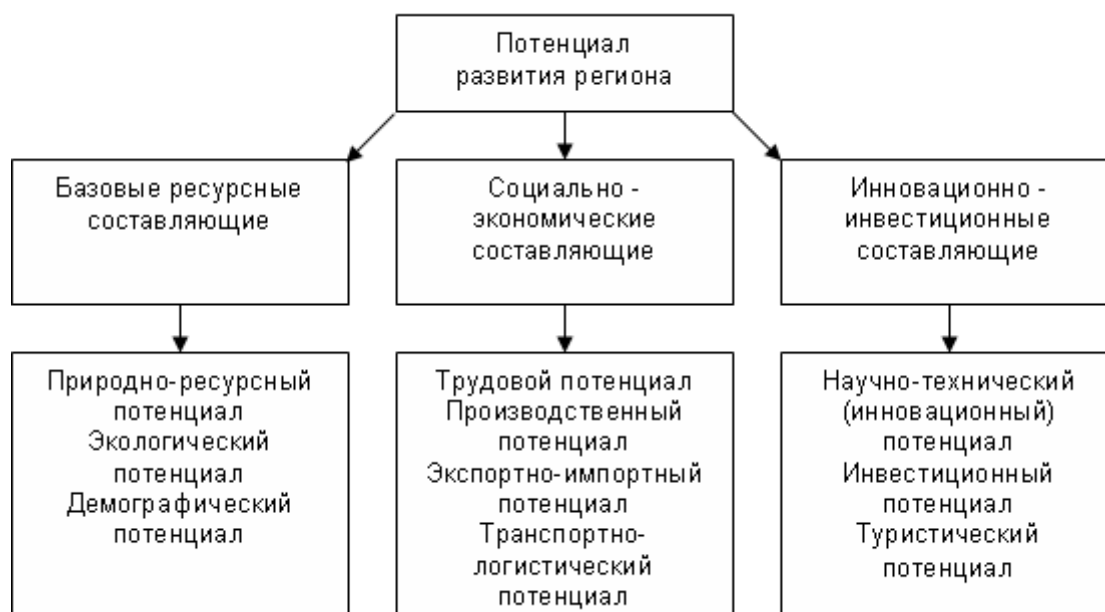 Потенциал
развития региона
Базовые ресурсные
составляющие
Социально -
экономические
составляющие
Инновационно -
инвестиционные
составляющие
Природно-ресурсный
потенциал
Экологический
потенциал
Демографический
потенциал
Трудовой потенциал
Производственный
потенциал
Экспортно-импортный
потенциал
Транспортно-
логистический
потенциал
Научно-технический
(инновационный)
потенциал
Инвестиционный
потенциал
Туристический
потенциал